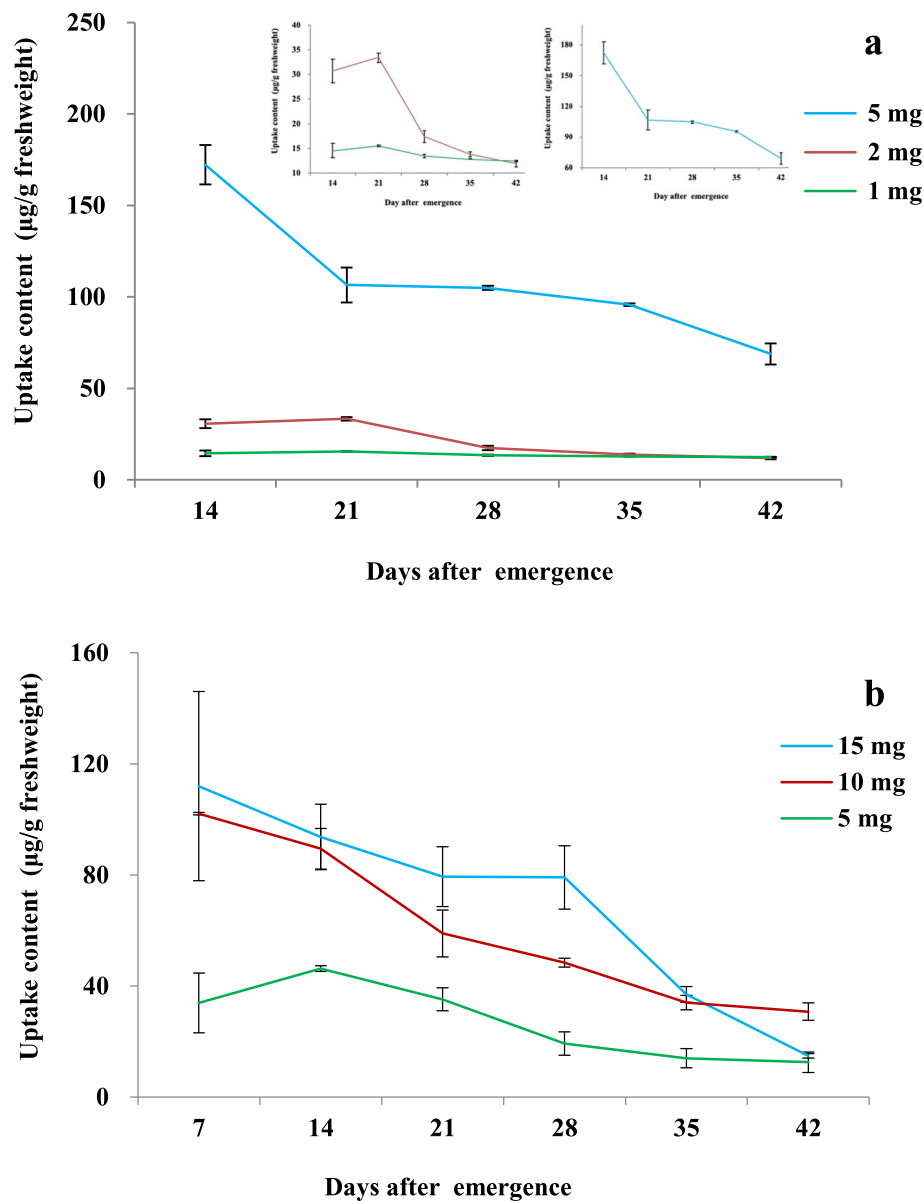 a
Uptake content (µg/g freshweight)
250
200
150
100
50
0
14 21 28 35 42
Days after emergence
5 mg
2 mg
1 mg
Uptake content (µg/g freshweight)
40
35
30
25
20
15
10
14 21 28 35 42
Day after emergence
Uptake content (µg/g freshweight)
180
150
120
90
60
14 21 28 35 42
Day after emergence
b
Uptake content (µg/g freshweight)
160
120
80
40
0
7 14 21 28 35 42
Days after emergence
15 mg
10 mg
5 mg